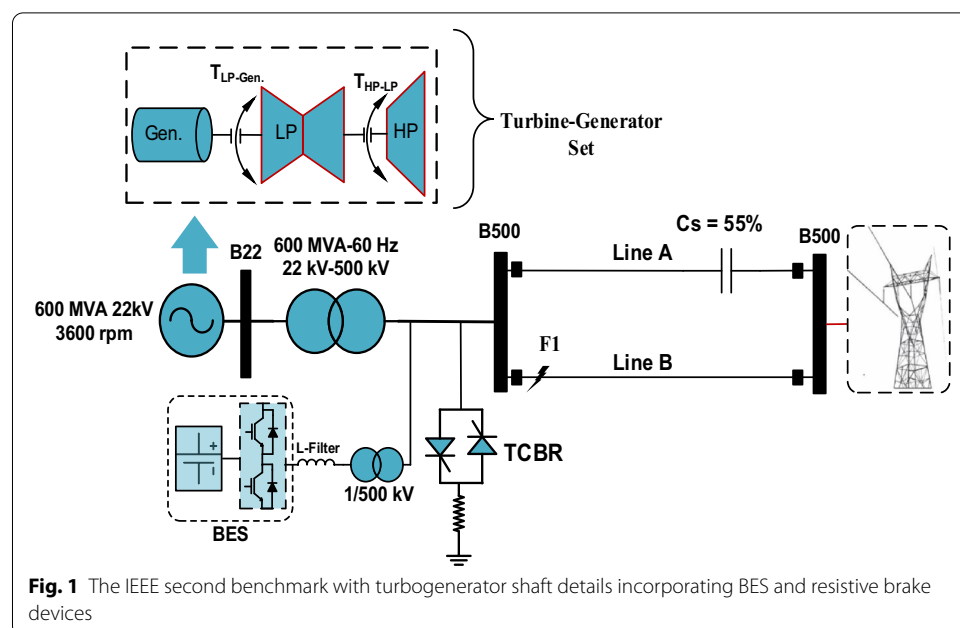 T_LP-Gen.
T_HP-LP
Gen.
LP
HP
Turbine-Generator
Set
B22
600 MVA-60 Hz
22 kV-500 kV
B500
Cs = 55%
B500
Line A
600 MVA 22kV
3600 rpm
F1
Line B
L-Filter
+
TCBR
1/500 kV
BES
Fig. 1 The IEEE second benchmark with turbogenerator shaft details incorporating BES and resistive brake
devices